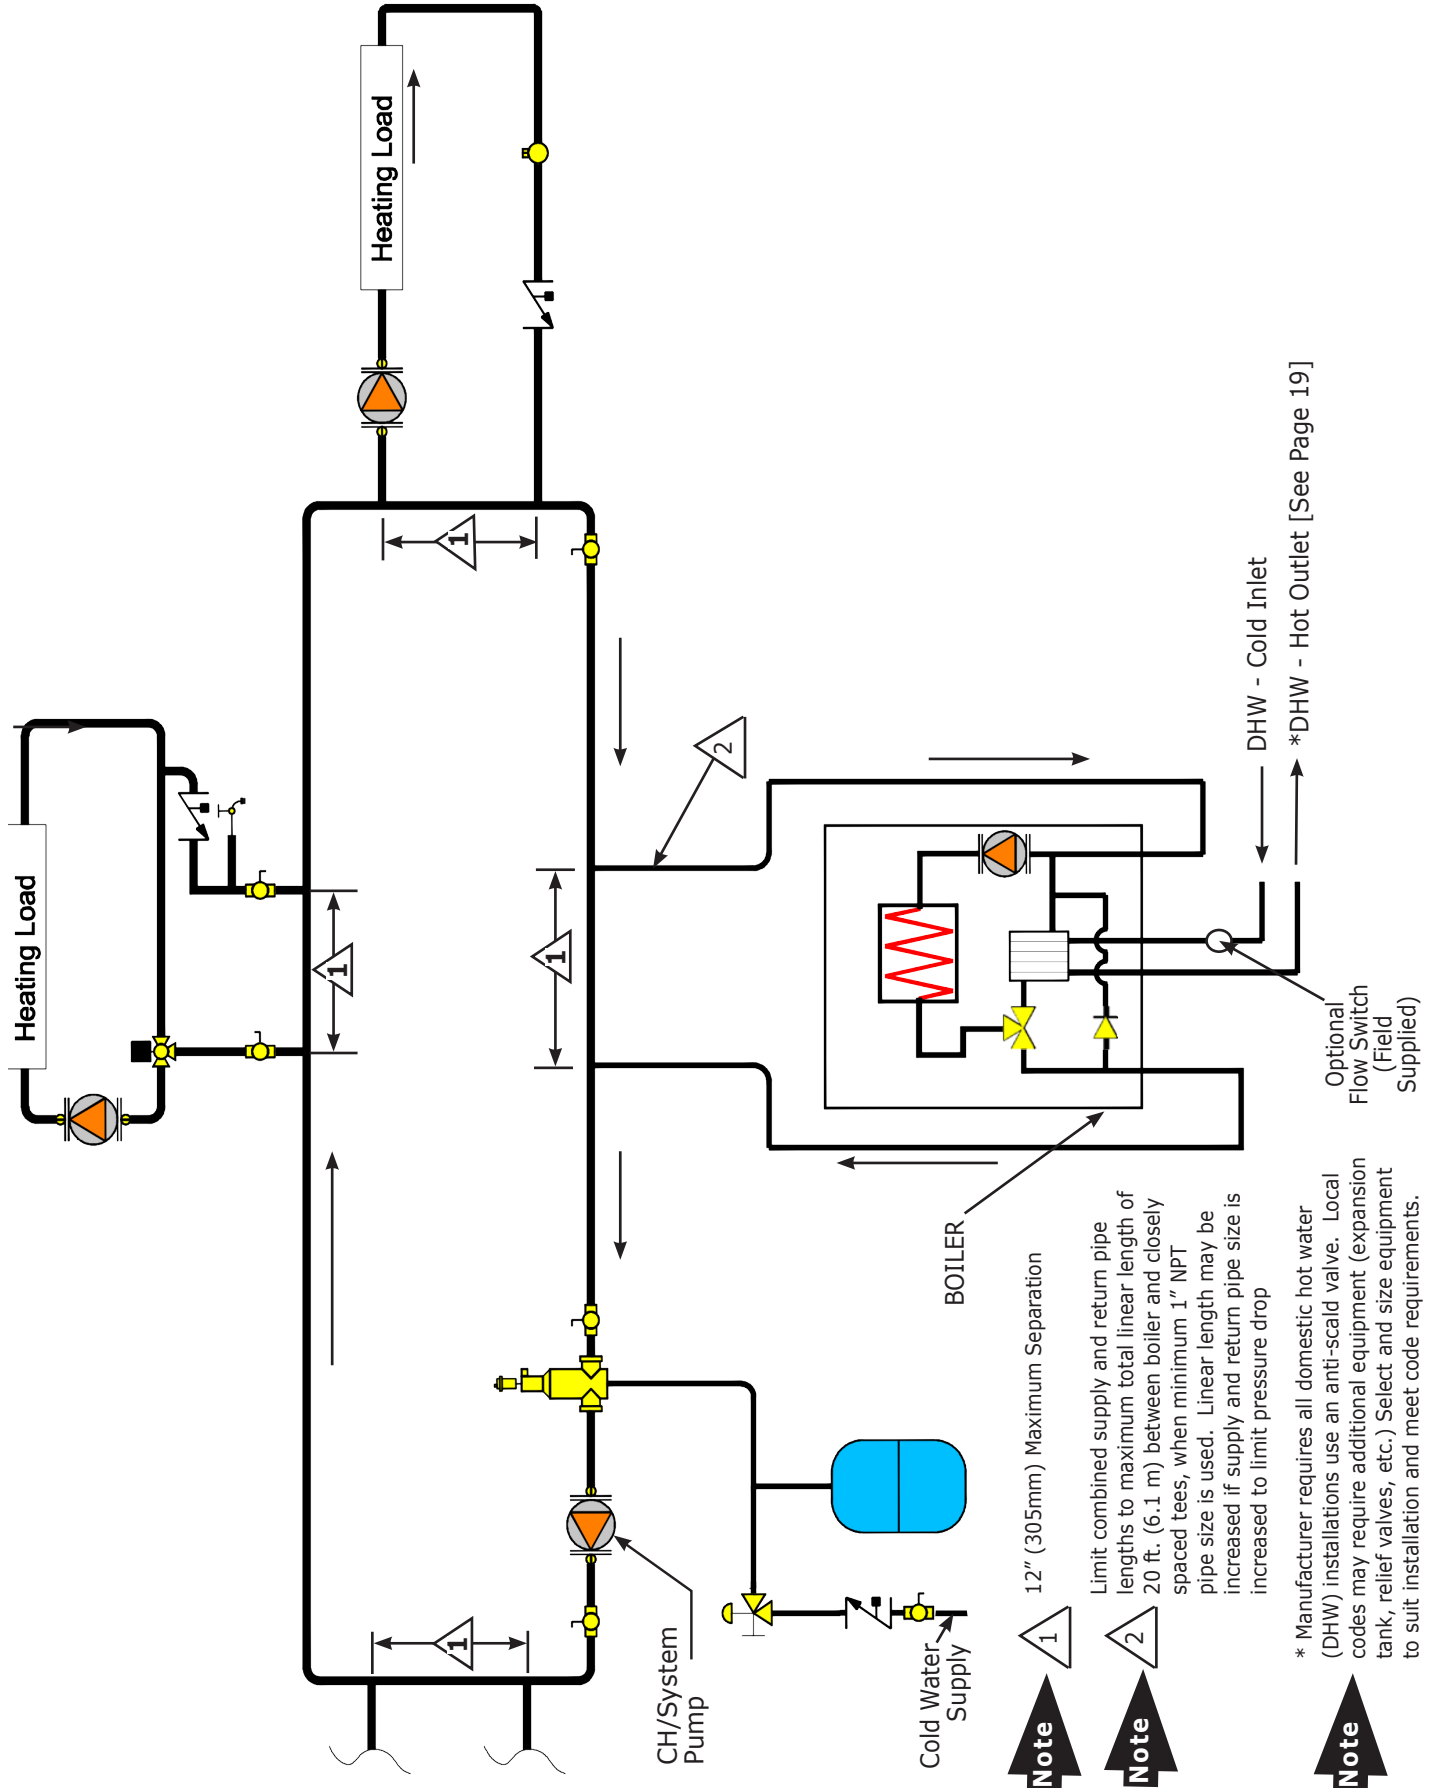 Heating Load
Heating Load
1
1
1
1
2
CH/System
Pump
Cold Water
Supply
BOILER
DHW - Cold Inlet
*DHW - Hot Outlet [See Page 19]
Optional
Flow Switch
(Field
Supplied)
Note
1
12" (305mm) Maximum Separation
Note
2
Limit combined supply and return pipe
lengths to maximum total linear length of
20 ft. (6.1 m) between boiler and closely
spaced tees, when minimum 1" NPT
pipe size is used. Linear length may be
increased if supply and return pipe size is
increased to limit pressure drop
Note
* Manufacturer requires all domestic hot water
(DHW) installations use an anti-scald valve. Local
codes may require additional equipment (expansion
tank, relief valves, etc.) Select and size equipment
to suit installation and meet code requirements.